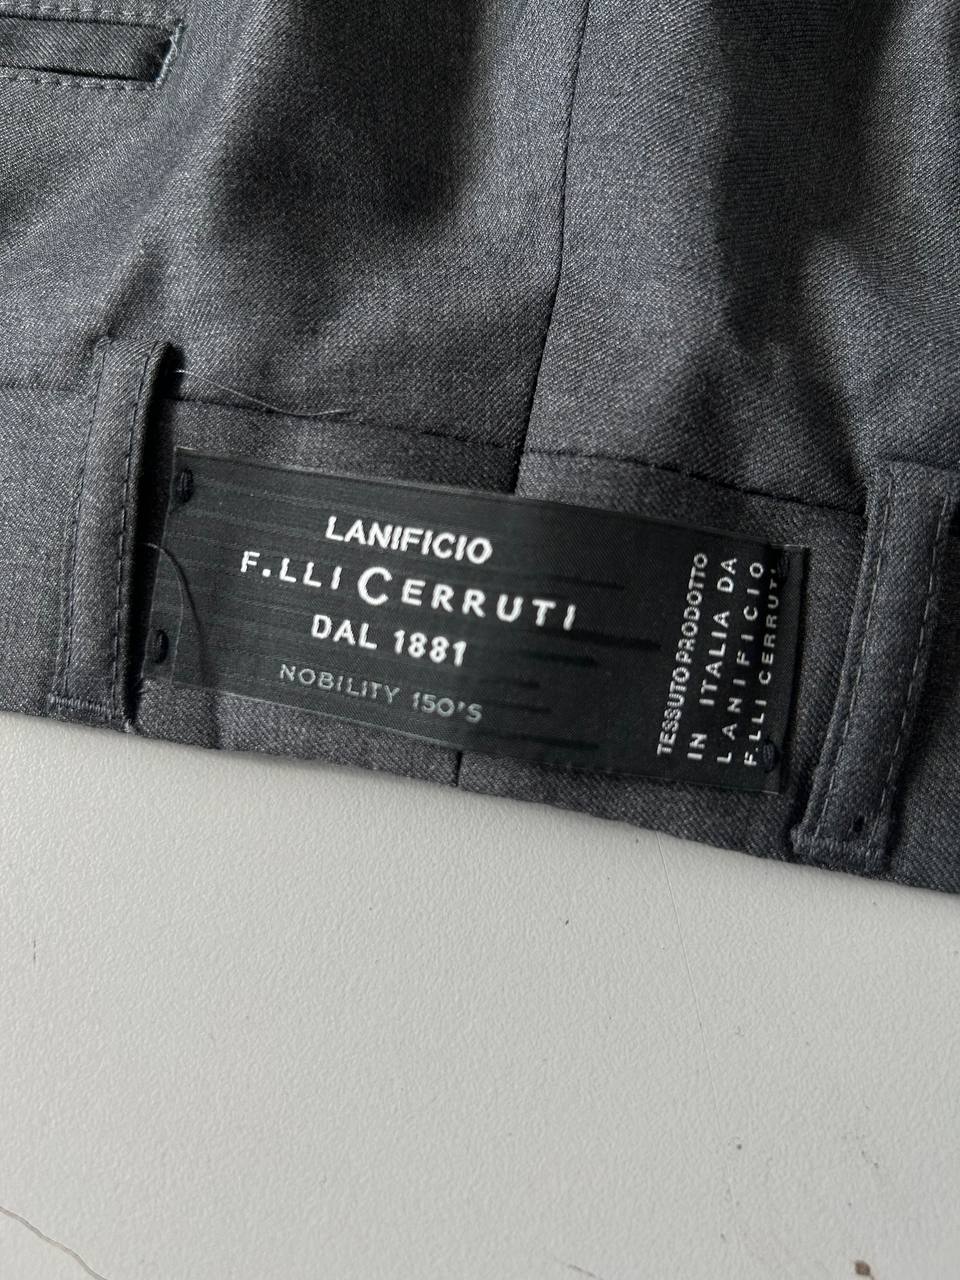 LANIFICIO
F.LLI CERRUTI
DAL 1881
NOBILITY 150'S
TESSUTO PRODOTTO
IN ITALIA DA
LANIFICIO
F.LLI CERRUTI